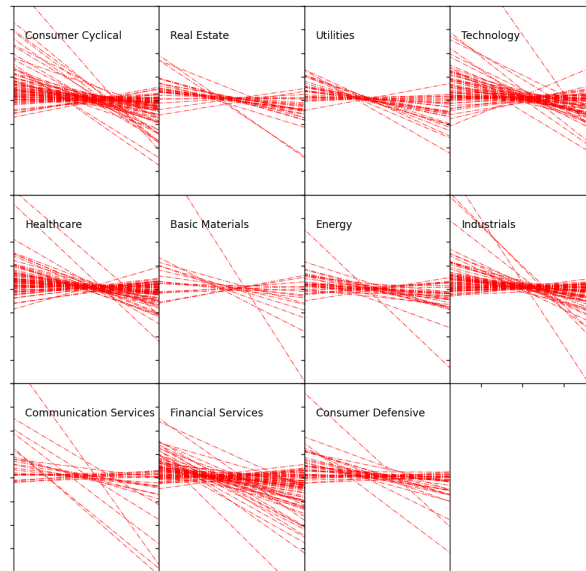 Consumer Cyclical
Real Estate
Utilities
Technology
Healthcare
Basic Materials
Energy
Industrials
Communication Services
Financial Services
Consumer Defensive